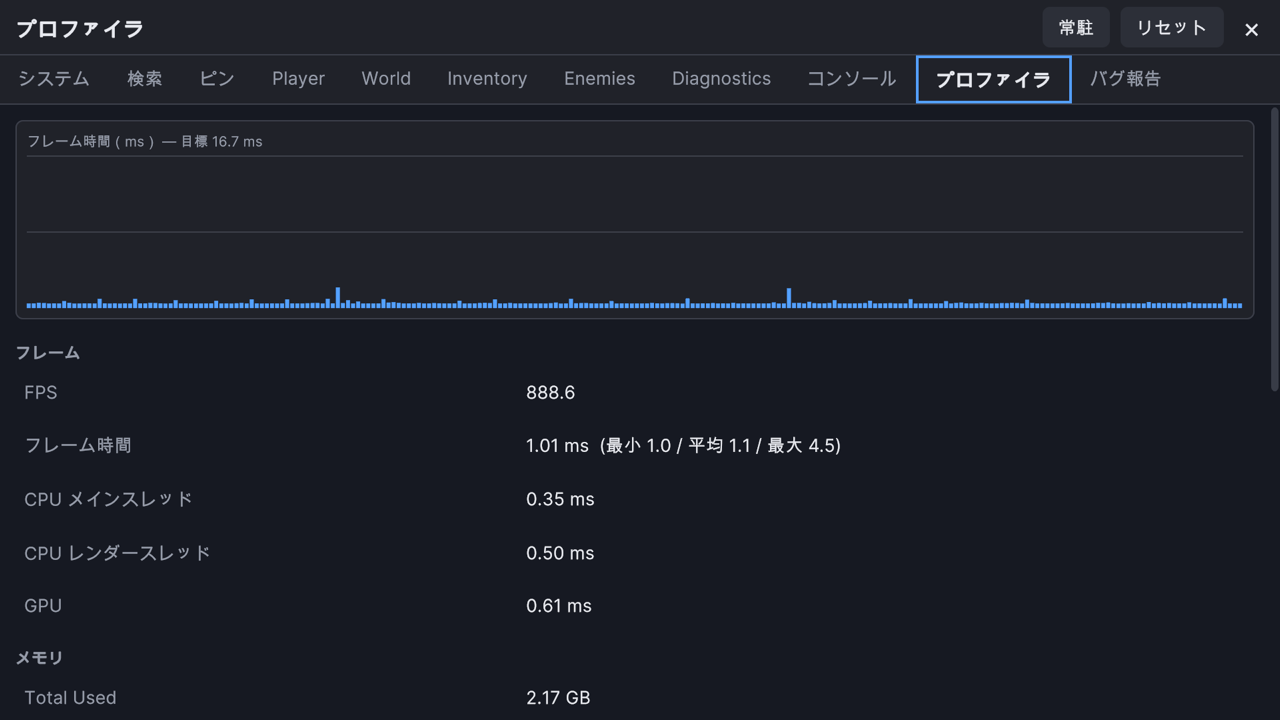 プロファイラ 常駐 リセット ×
システム 検索 ピン Player World Inventory Enemies Diagnostics コンソール プロファイラ バグ報告
フレーム時間 ( ms ) — 目標 16.7 ms
フレーム
FPS 888.6
フレーム時間 1.01 ms (最小 1.0 / 平均 1.1 / 最大 4.5)
CPU メインスレッド 0.35 ms
CPU レンダースレッド 0.50 ms
GPU 0.61 ms
メモリ
Total Used 2.17 GB